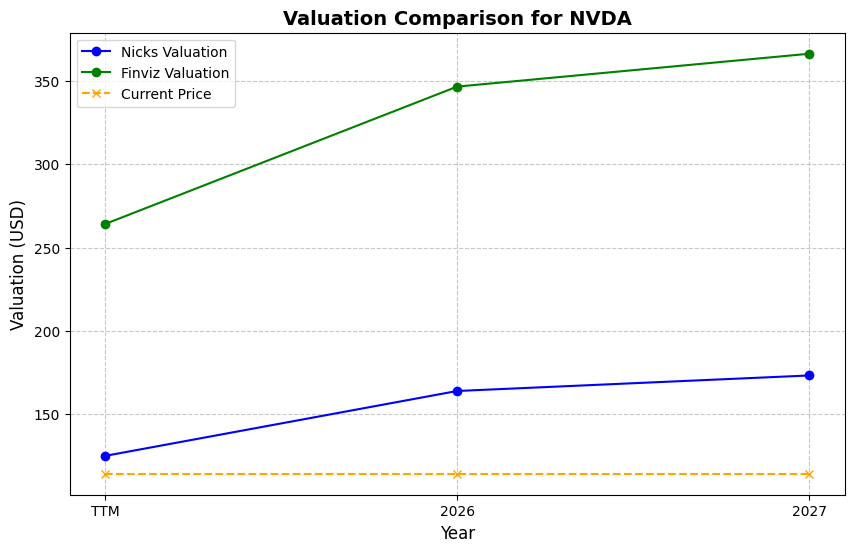 Valuation Comparison for NVDA
Nicks Valuation
Finviz Valuation
Current Price
Valuation (USD)
350
300
250
200
150
TTM
2026
2027
Year